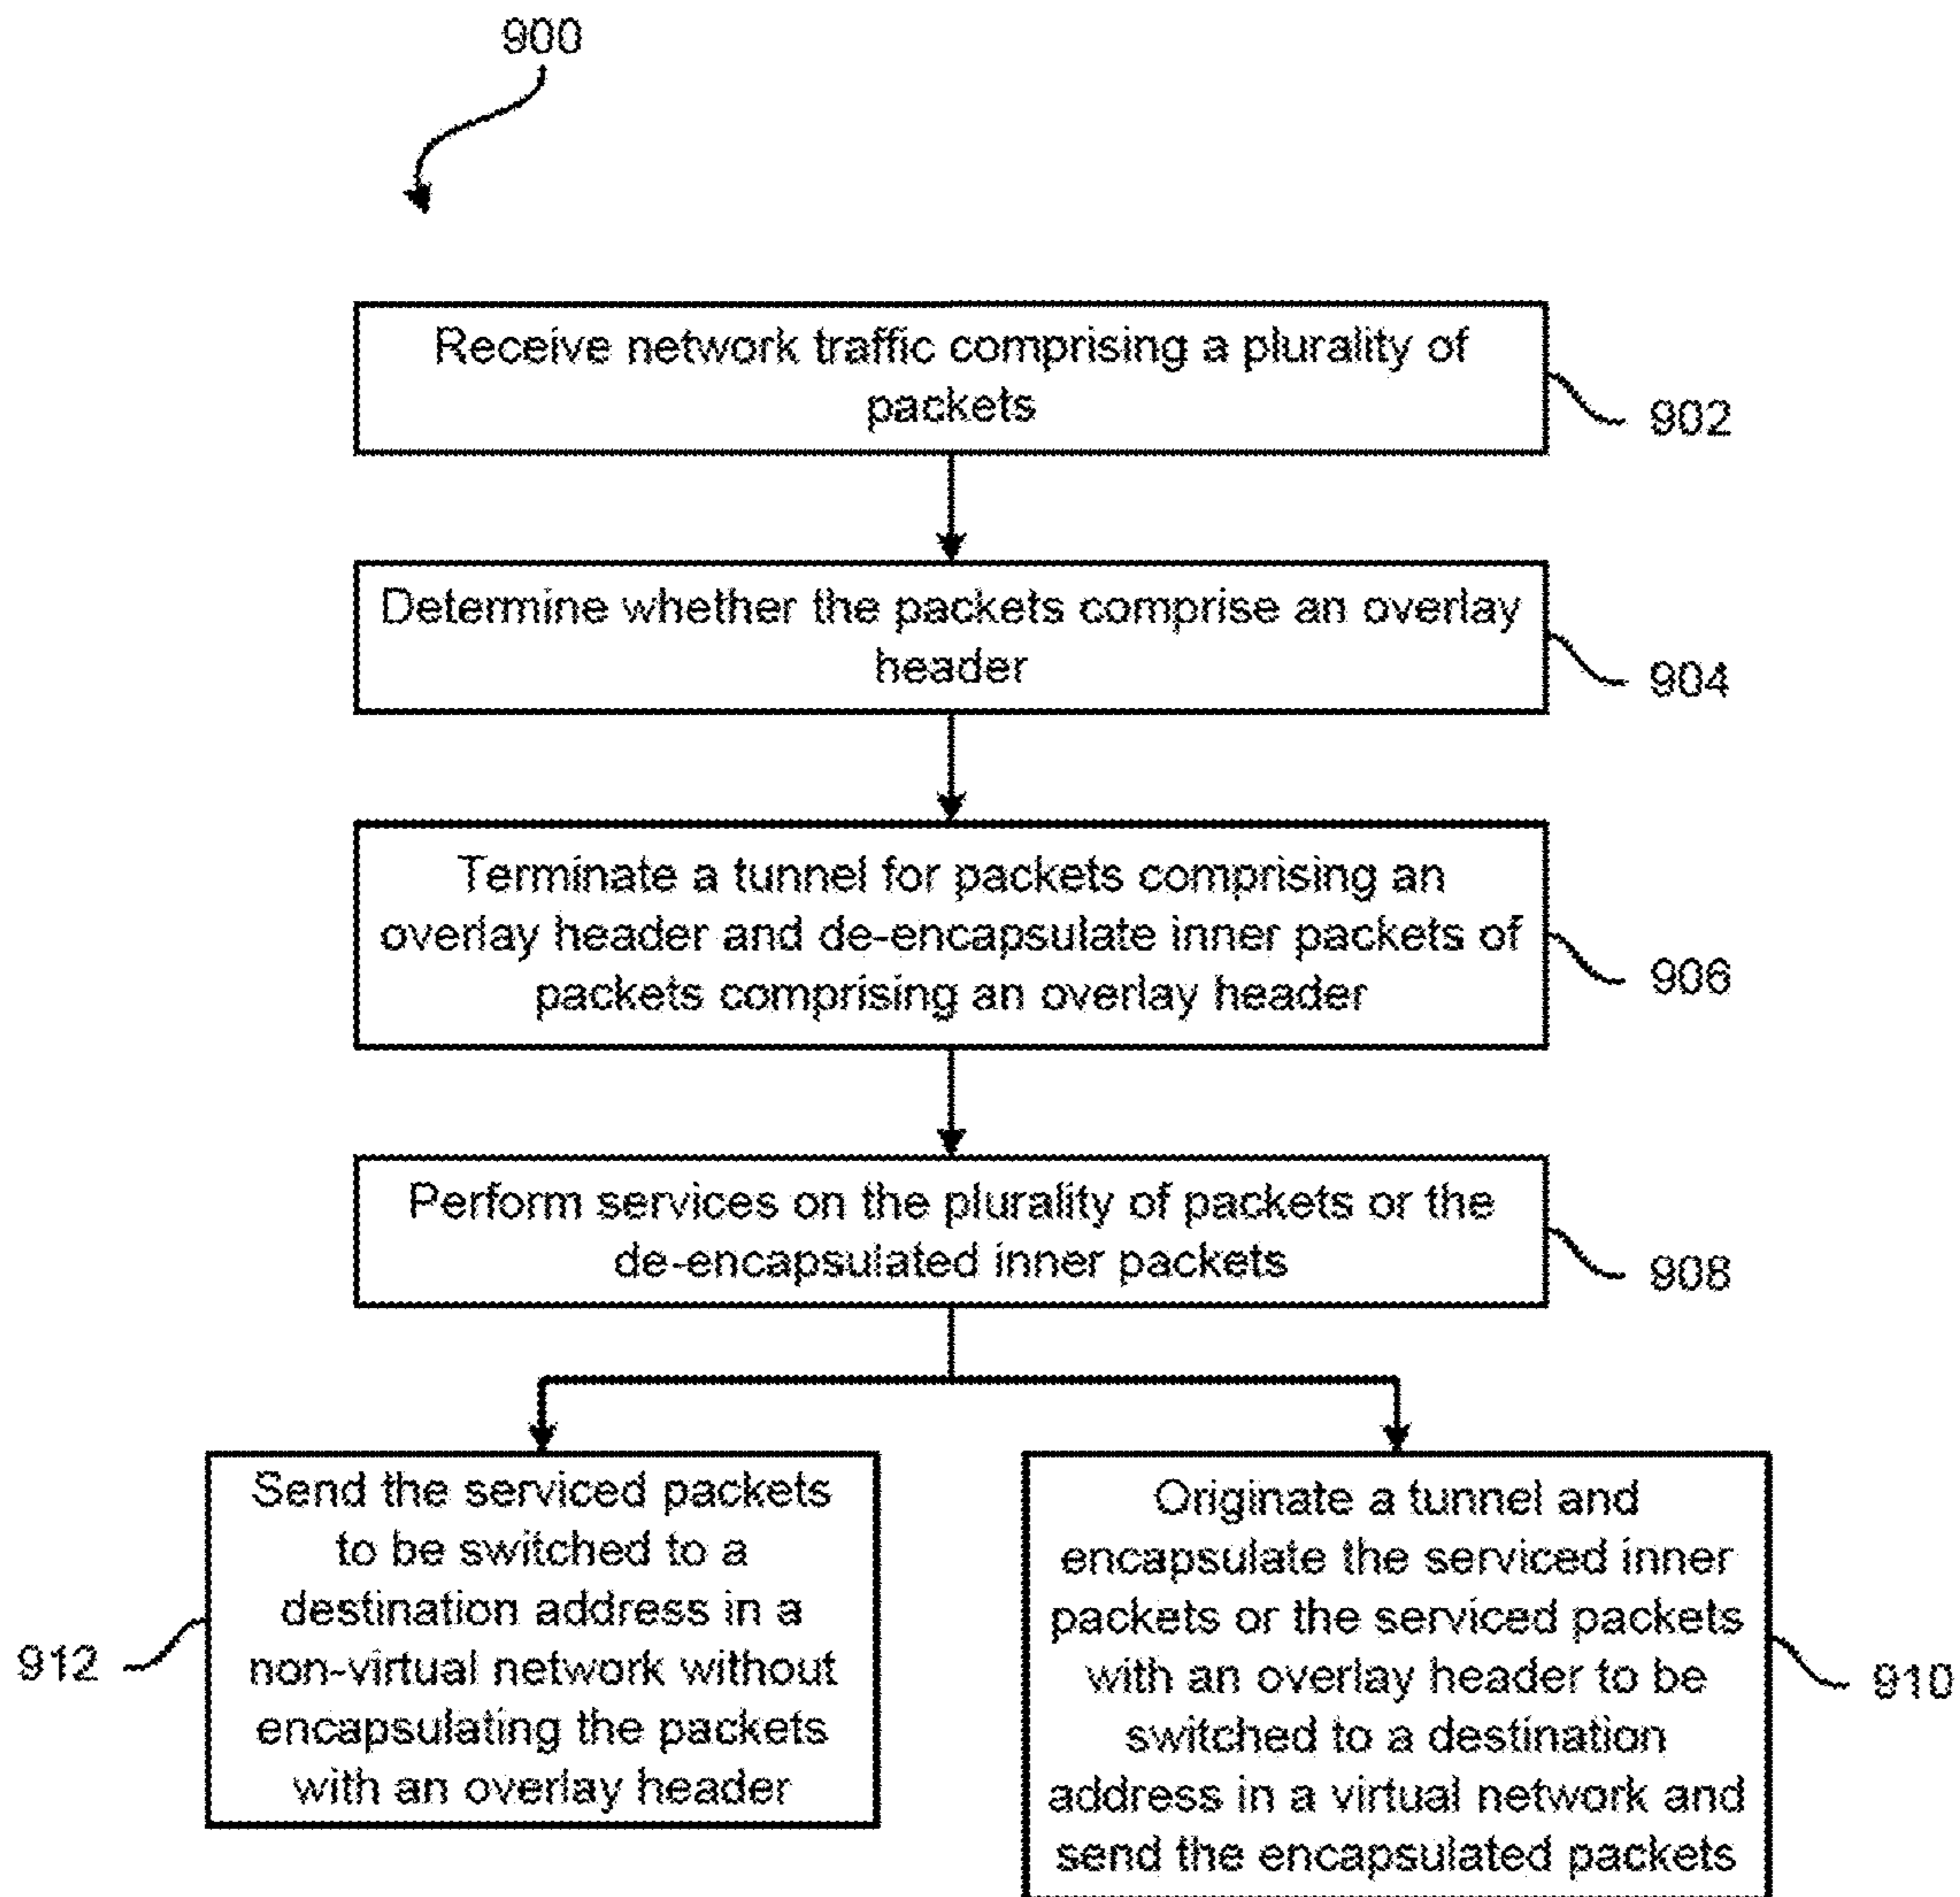 900
Receive network traffic comprising a plurality of
packets
902
Determine whether the packets comprise an overlay
header
904
Terminate a tunnel for packets comprising an
overlay header and de-encapsulate inner packets of
packets comprising an overlay header
906
Perform services on the plurality of packets or the
de-encapsulated inner packets
908
Send the serviced packets
to be switched to a
destination address in a
non-virtual network without
encapsulating the packets
with an overlay header
912
Originate a tunnel and
encapsulate the serviced inner
packets or the serviced packets
with an overlay header to be
switched to a destination
address in a virtual network and
send the encapsulated packets
910